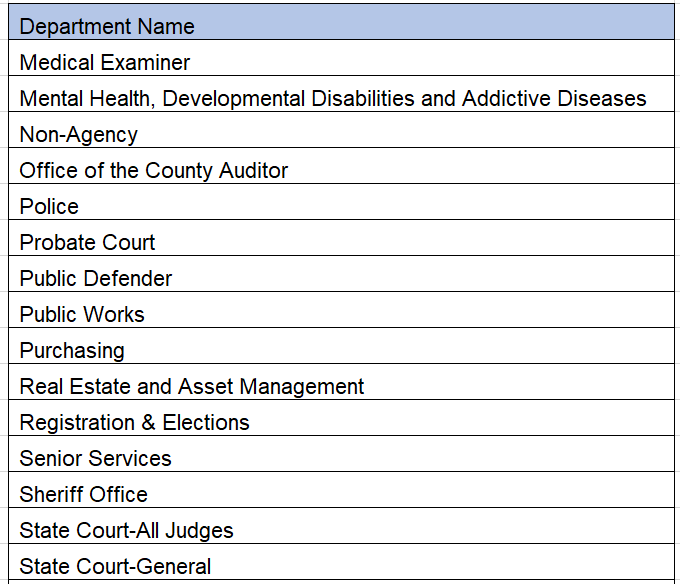 Department Name
Medical Examiner
Mental Health, Developmental Disabilities and Addictive Diseases
Non-Agency
Office of the County Auditor
Police
Probate Court
Public Defender
Public Works
Purchasing
Real Estate and Asset Management
Registration & Elections
Senior Services
Sheriff Office
State Court-All Judges
State Court-General